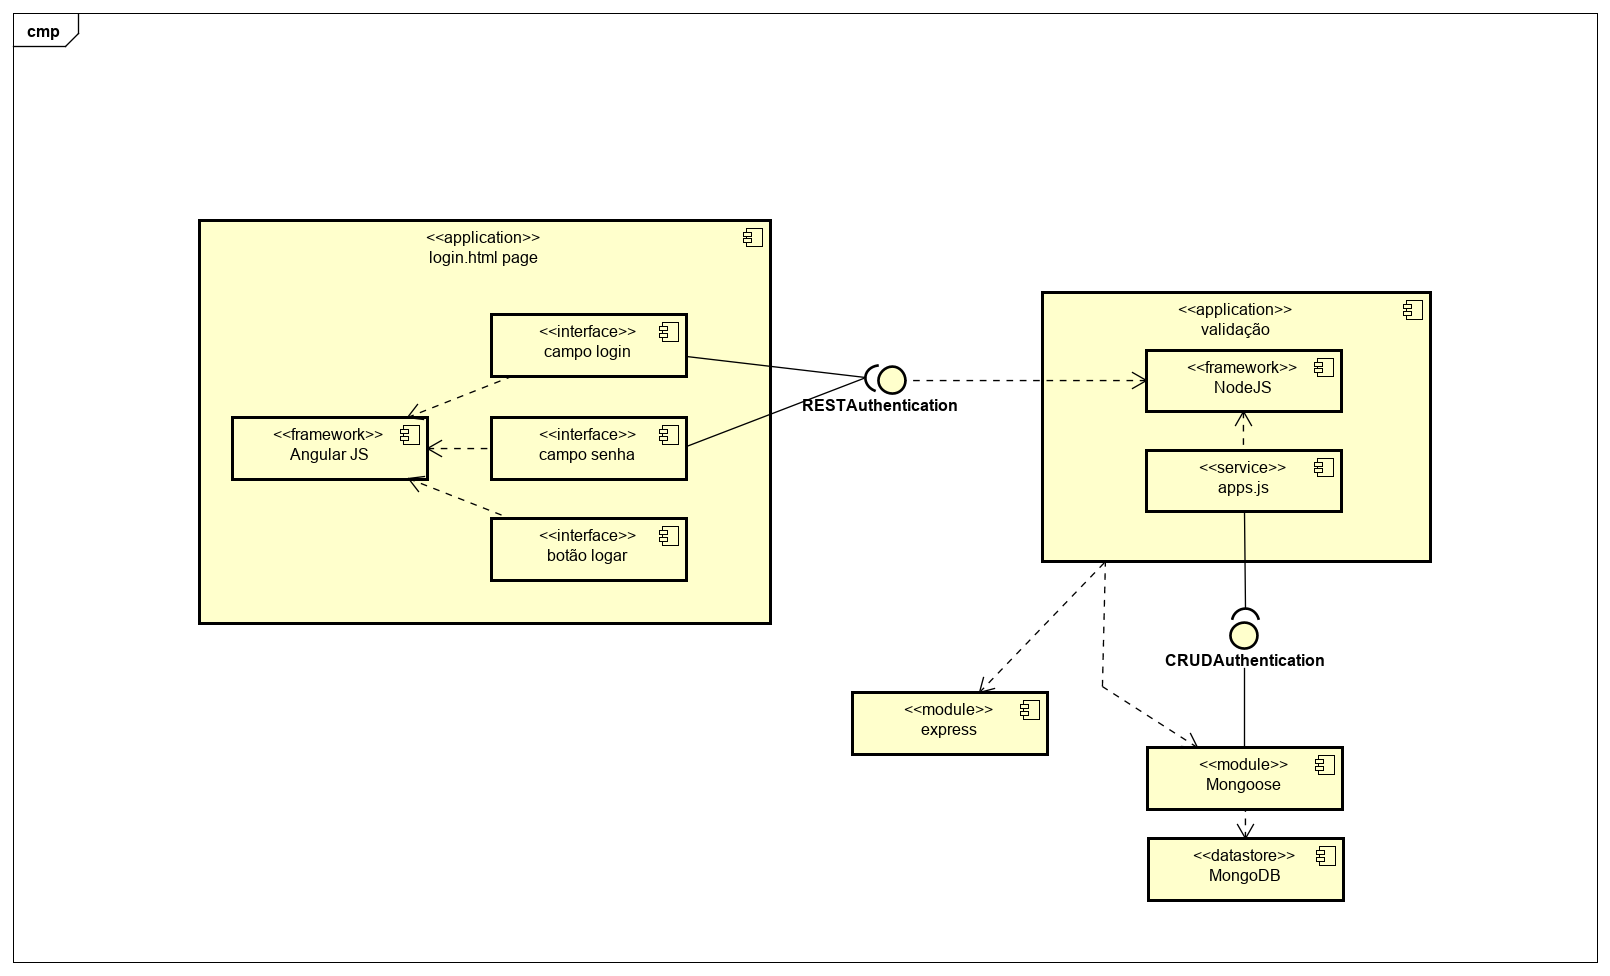 cmp
<<application>>
login.html page
<<interface>>
campo login
<<framework>>
Angular JS
<<interface>>
campo senha
<<interface>>
botão logar
RESTAuthentication
<<application>>
validação
<<framework>>
NodeJS
<<service>>
apps.js
CRUDAuthentication
<<module>>
express
<<module>>
Mongoose
<<datastore>>
MongoDB